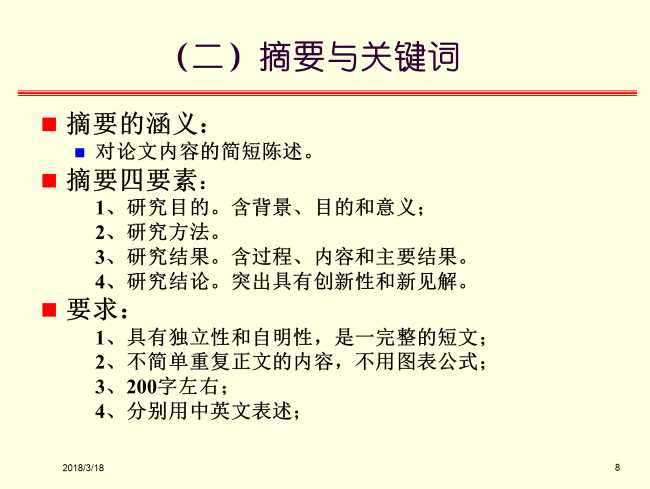 （二）摘要与关键词
摘要的涵义：
对论文内容的简短陈述。
摘要四要素：
1、研究目的。含背景、目的和意义；
2、研究方法。
3、研究结果。含过程、内容和主要结果。
4、研究结论。突出具有创新性和新见解。
要求：
1、具有独立性和自明性，是一完整的短文；
2、不简单重复正文的内容，不用图表公式；
3、200字左右；
4、分别用中英文表述；
2018/3/18
8